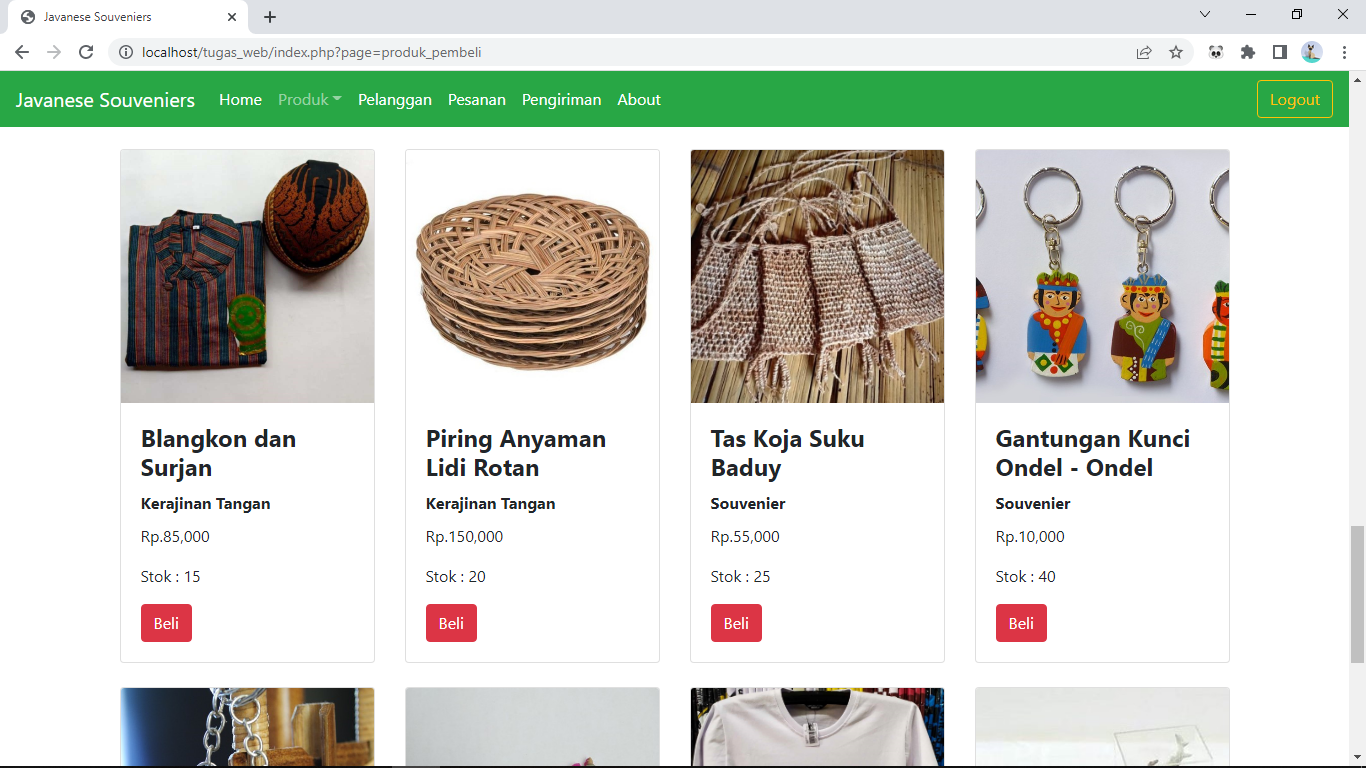 Javanese Souveniers
localhost/tugas_web/index.php?page=produk_pembeli
Javanese Souveniers Home Produk Pelanggan Pesanan Pengiriman About Logout
Blangkon dan
Surjan
Kerajinan Tangan
Rp.85,000
Stok : 15
Beli
Piring Anyaman
Lidi Rotan
Kerajinan Tangan
Rp.150,000
Stok : 20
Beli
Tas Koja Suku
Baduy
Souvenier
Rp.55,000
Stok : 25
Beli
Gantungan Kunci
Ondel - Ondel
Souvenier
Rp.10,000
Stok : 40
Beli